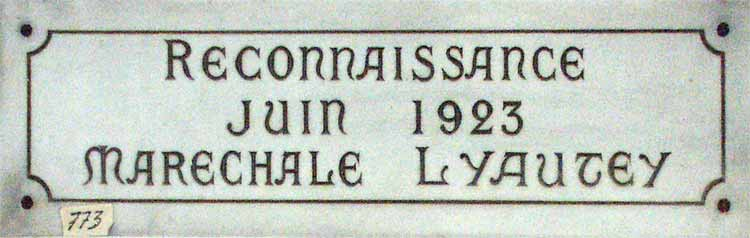 RECONNAISSANCE
JUIN 1923
MARECHALE LYAUTEY
773